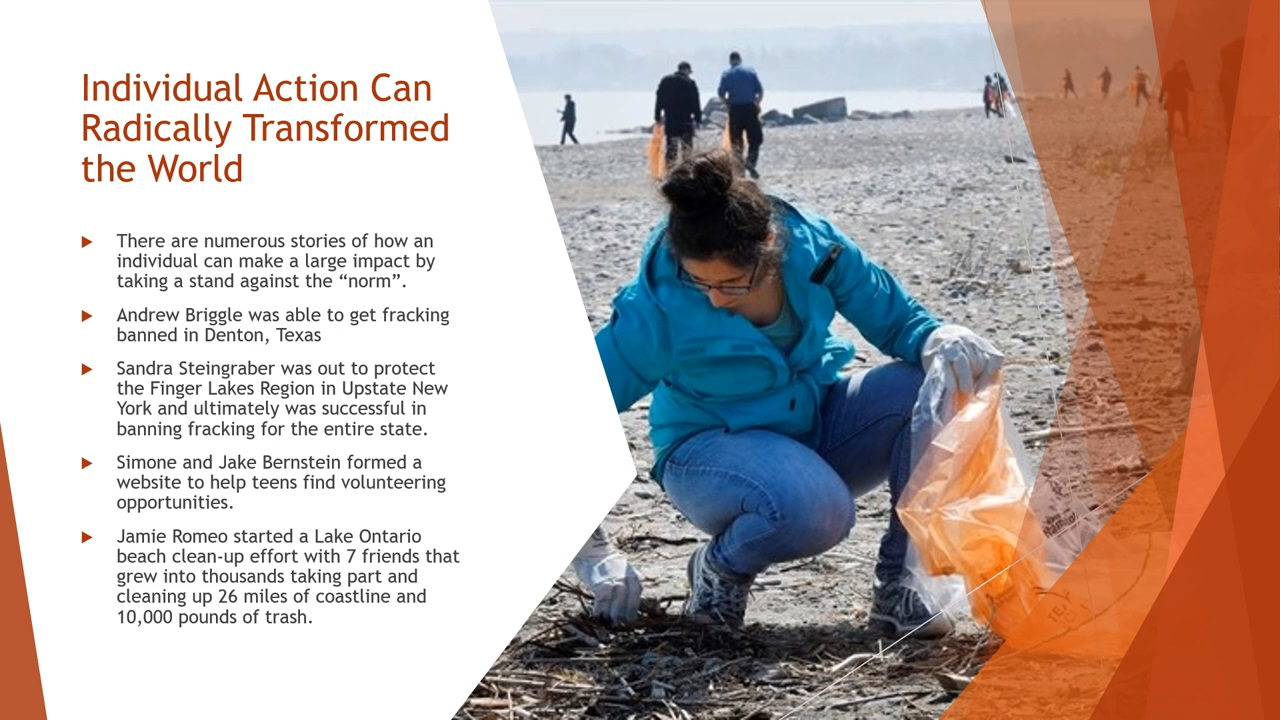 Individual Action Can
Radically Transformed
the World
There are numerous stories of how an
individual can make a large impact by
taking a stand against the “norm”.
Andrew Briggle was able to get fracking
banned in Denton, Texas
Sandra Steingraber was out to protect
the Finger Lakes Region in Upstate New
York and ultimately was successful in
banning fracking for the entire state.
Simone and Jake Bernstein formed a
website to help teens find volunteering
opportunities.
Jamie Romeo started a Lake Ontario
beach clean-up effort with 7 friends that
grew into thousands taking part and
cleaning up 26 miles of coastline and
10,000 pounds of trash.